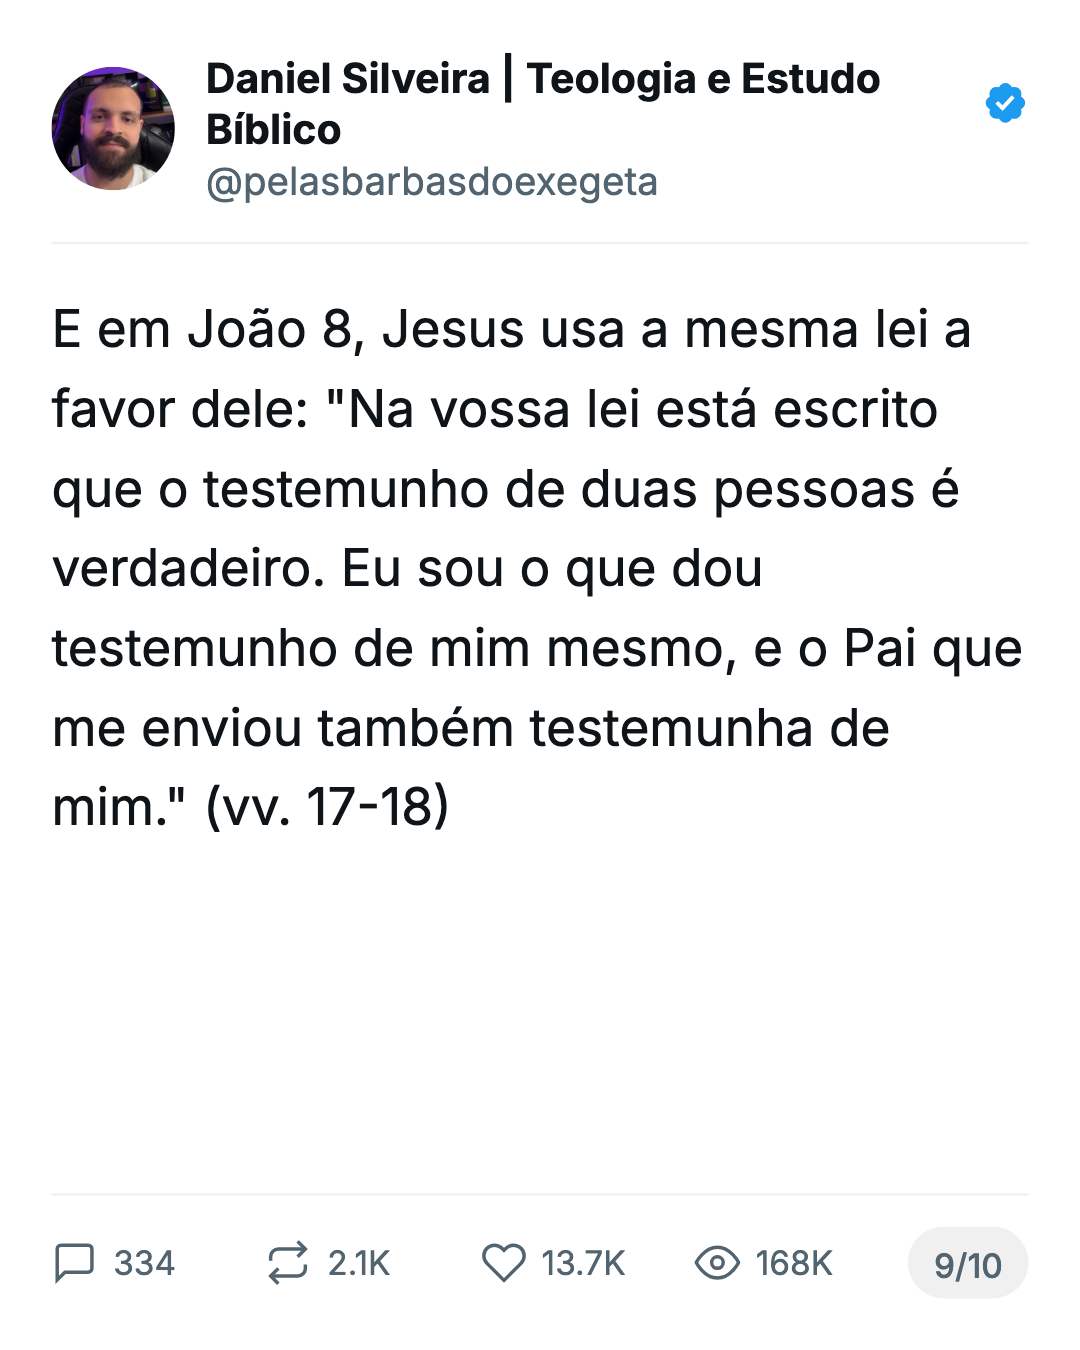 Daniel Silveira | Teologia e Estudo
Bíblico
@pelasbarbasdoexegeta
E em João 8, Jesus usa a mesma lei a
favor dele: "Na vossa lei está escrito
que o testemunho de duas pessoas é
verdadeiro. Eu sou o que dou
testemunho de mim mesmo, e o Pai que
me enviou também testemunha de
mim." (vv. 17-18)
334 2.1K 13.7K 168K 9/10